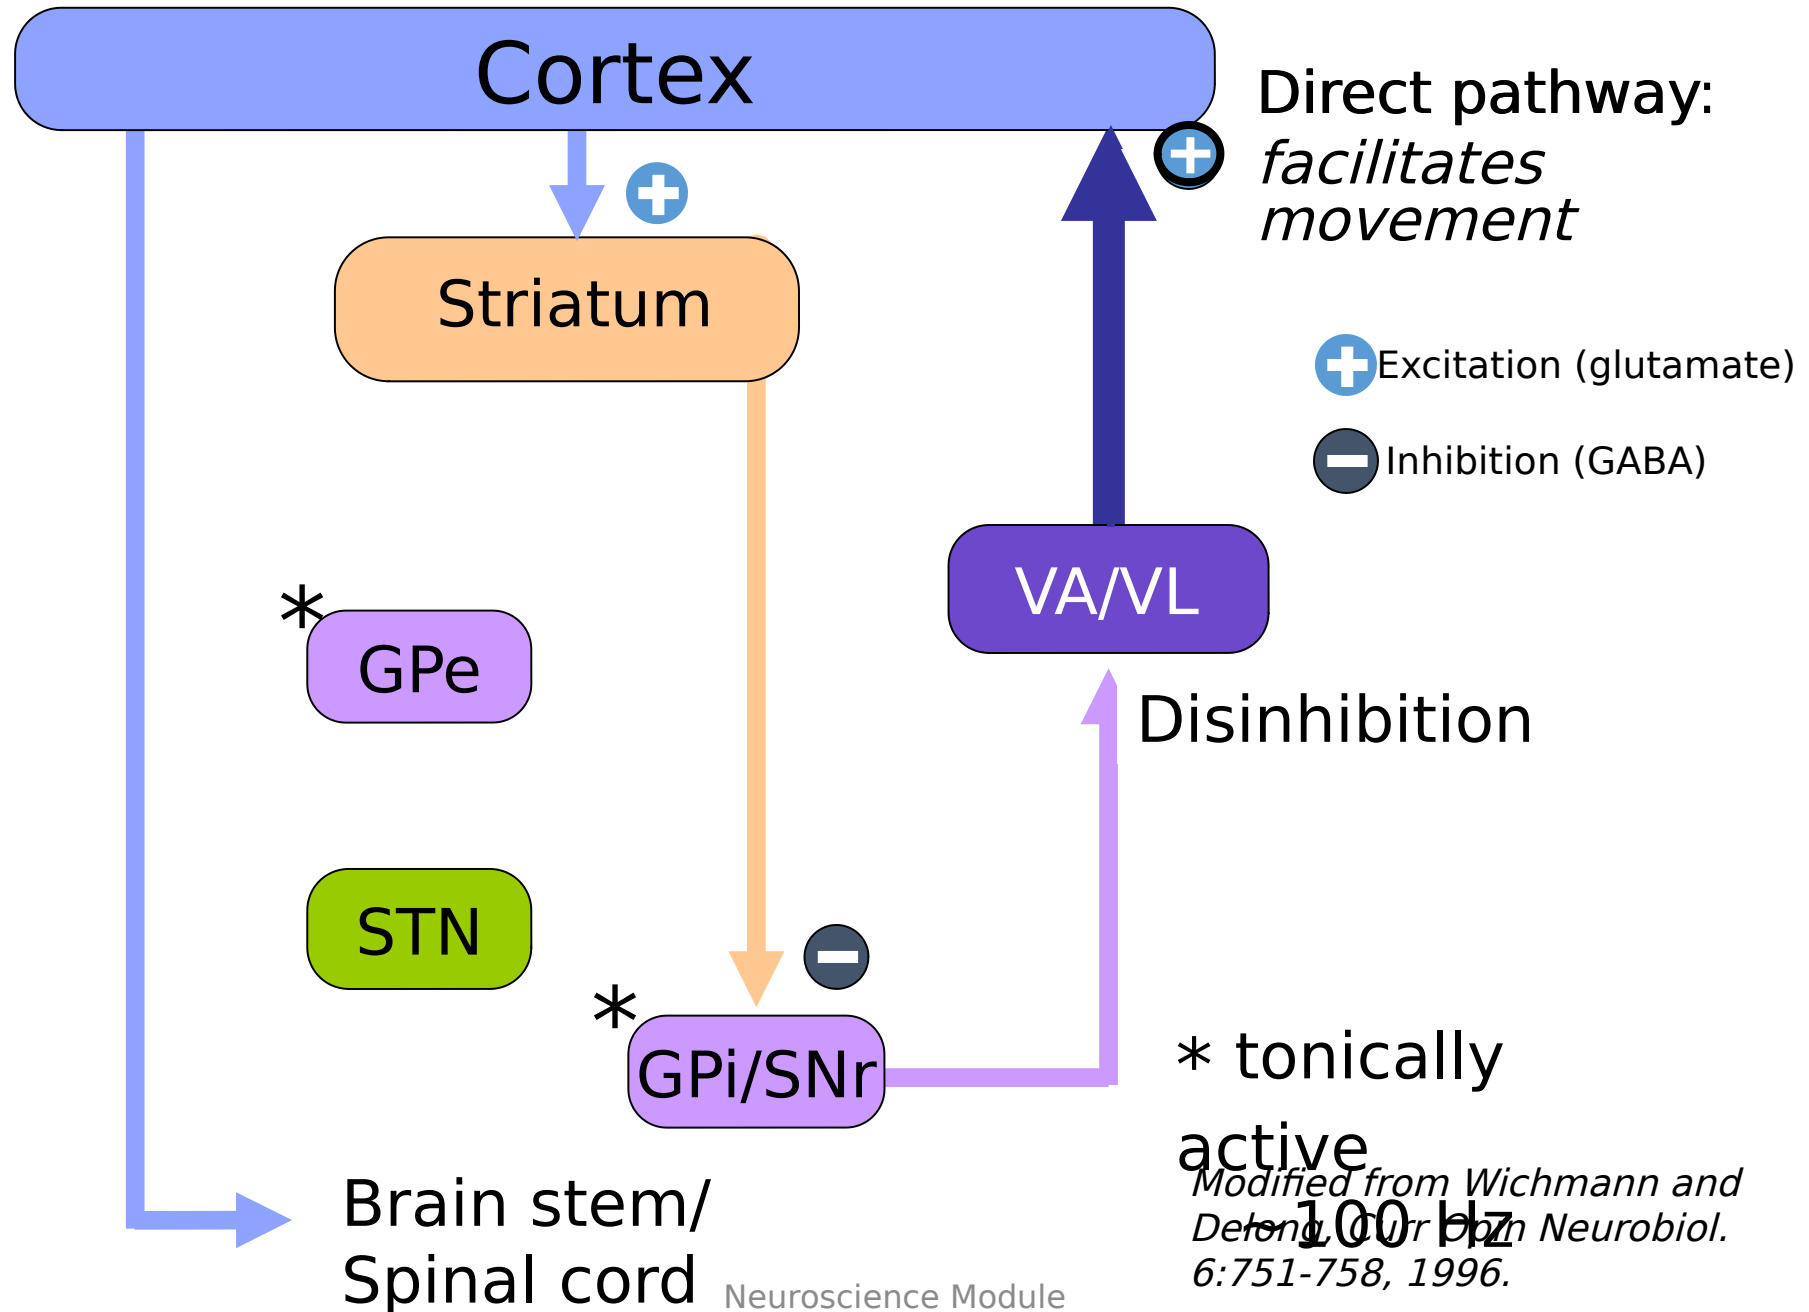 Cortex
Direct pathway:
facilitates
movement
Striatum
Excitation (glutamate)
Inhibition (GABA)
VA/VL
*
GPe
Disinhibition
STN
*
GPi/SNr
* tonically
active
~100 Hz
Modified from Wichmann and
Delong, Curr Opin Neurobiol.
6:751-758, 1996.
Brain stem/
Spinal cord
Neuroscience Module